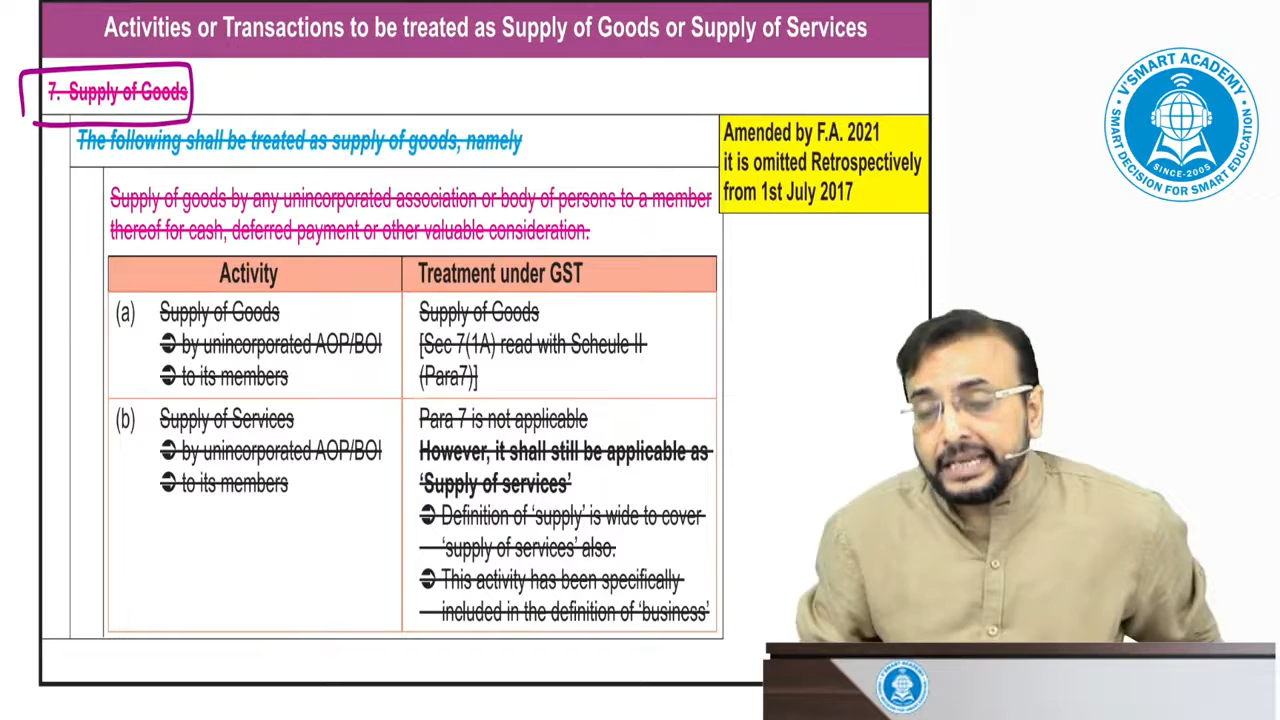 Activities or Transactions to be treated as Supply of Goods or Supply of Services
7. Supply of Goods
The following shall be treated as supply of goods, namely
Amended by F.A. 2021
it is omitted Retrospectively
from 1st July 2017
Supply of goods by any unincorporated association or body of persons to a member
thereof for cash, deferred payment or other valuable consideration.
Activity
Treatment under GST
(a) Supply of Goods
➲ by unincorporated AOP/BOI
➲ to its members
Supply of Goods
[Sec 7(1A) read with Scheule II
(Para7)]
(b) Supply of Services
➲ by unincorporated AOP/BOI
➲ to its members
Para 7 is not applicable
However, it shall still be applicable as
'Supply of services'
➲ Definition of 'supply' is wide to cover
'supply of services' also.
➲ This activity has been specifically
included in the definition of 'business'
V'SMART ACADEMY
SINCE-2005
SMART DECISION FOR SMART EDUCATION